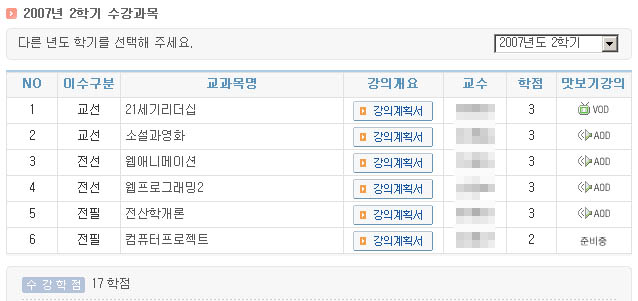 2007년 2학기 수강과목
다른 년도 학기를 선택해 주세요. 2007년도 2학기
NO 이수구분 교과목명 강의개요 교수 학점 맛보기강의
1 교선 21세기리더십 강의계획서 3 VOD
2 교선 소설과영화 강의계획서 3 AOD
3 전선 웹애니메이션 강의계획서 3 AOD
4 전선 웹프로그래밍2 강의계획서 3 AOD
5 전필 전산학개론 강의계획서 3 AOD
6 전필 컴퓨터프로젝트 강의계획서 2 준비중
수강학점 17 학점